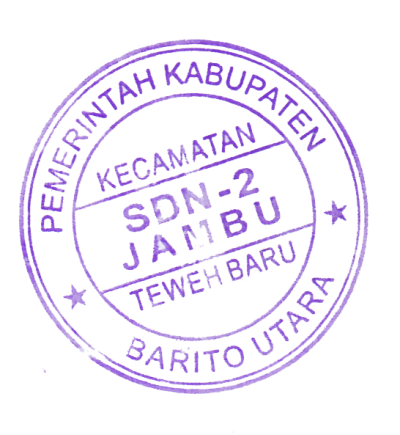 PEMERINTAH KABUPATEN
KECAMATAN
SDN-2
JAMBU
TEWEH BARU
BARITO UTARA